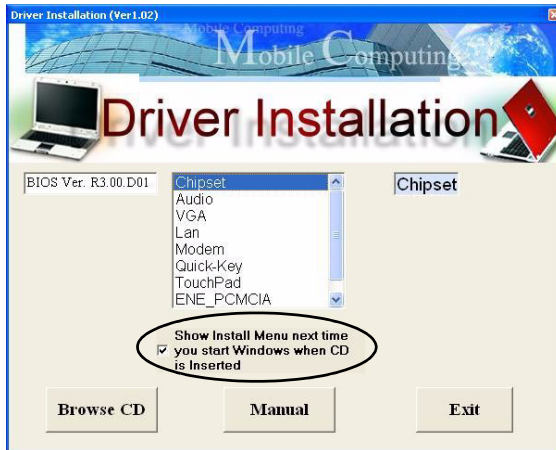 Driver Installation (Ver1.02)
Mobile Computing
Mobile Computing
Driver Installation
BIOS Ver. R3.00.D01
Chipset
Audio
VGA
Lan
Modem
Quick-Key
TouchPad
ENE_PCMCIA
Chipset
Show Install Menu next time
you start Windows when CD
is Inserted
Browse CD
Manual
Exit